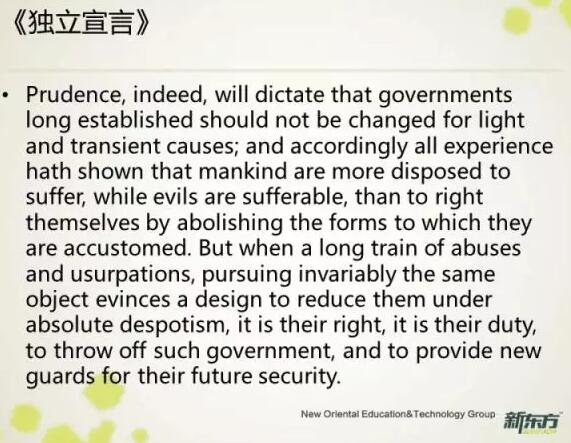 《独立宣言》
• Prudence, indeed, will dictate that governments
long established should not be changed for light
and transient causes; and accordingly all experience
hath shown that mankind are more disposed to
suffer, while evils are sufferable, than to right
themselves by abolishing the forms to which they
are accustomed. But when a long train of abuses
and usurpations, pursuing invariably the same
object evinces a design to reduce them under
absolute despotism, it is their right, it is their duty,
to throw off such government, and to provide new
guards for their future security.
New Oriental Education&Technology Group
新东方